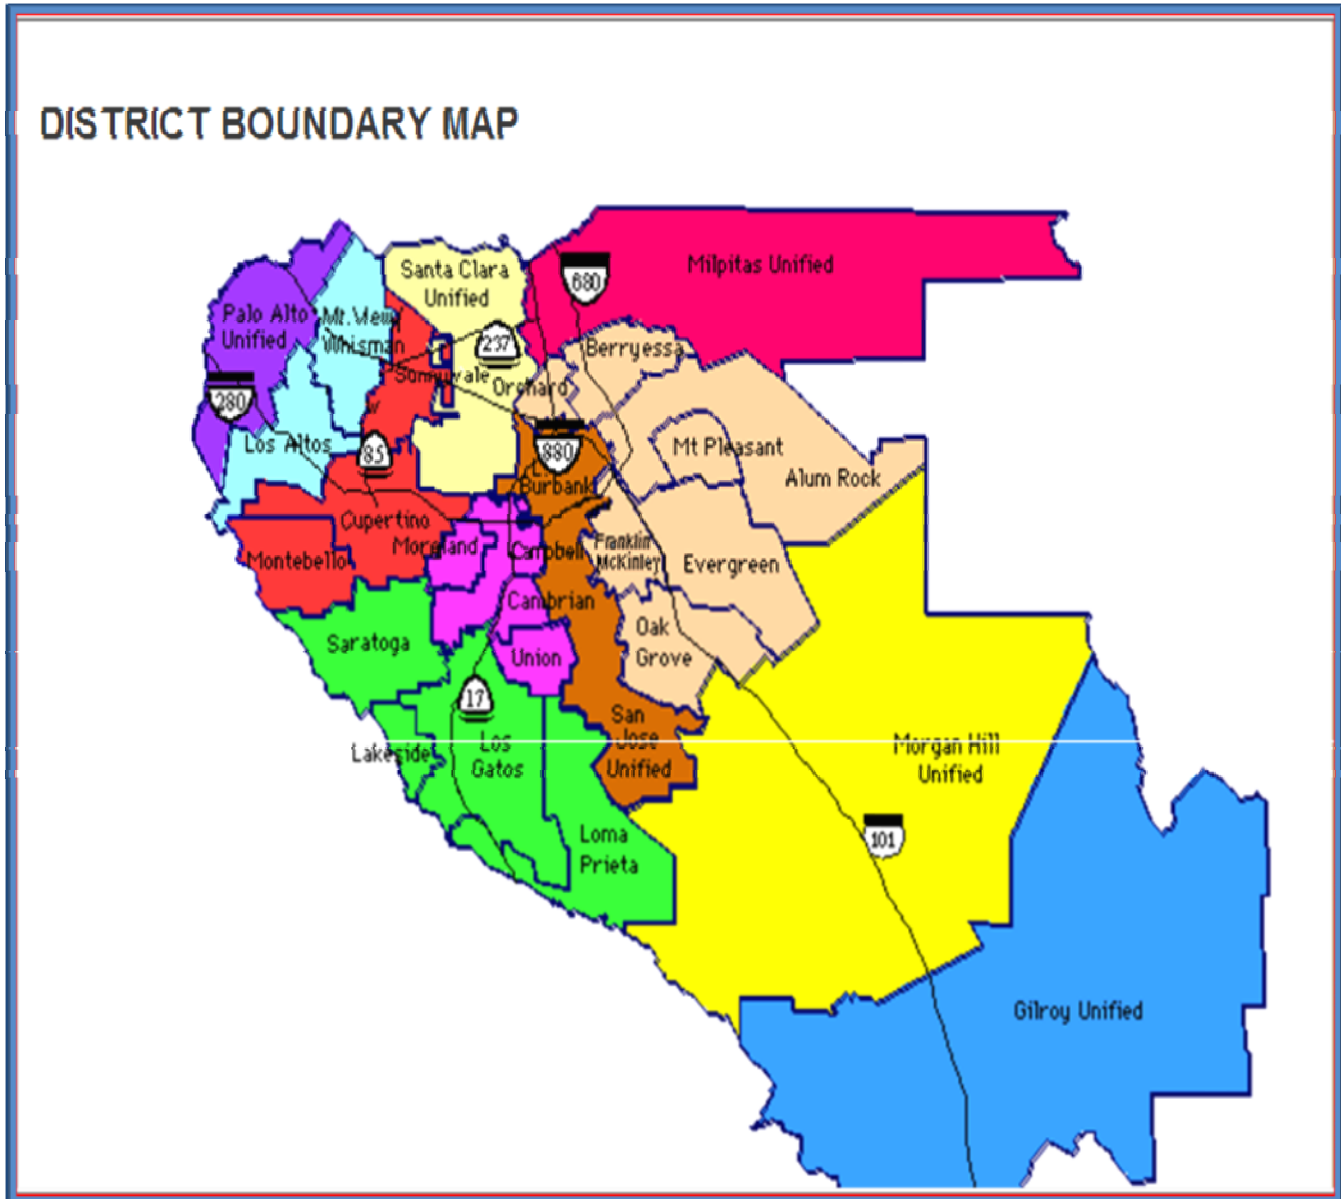 DISTRICT BOUNDARY MAP
Santa Clara
Unified
Milpitas Unified
680
Palo Alto
Unified
Mt. View/
Whisman
237
Berryessa
Sunnyvale
Orchard
280
Los Altos
85
880
Mt Pleasant
Alum Rock
Burbank
Cupertino
Moreland
Campbell
Franklin
McKinley
Evergreen
Montebello
Cambrian
Saratoga
Union
Oak
Grove
17
San
Jose
Unified
Lakeside
Los
Gatos
Morgan Hill
Unified
Loma
Prieta
101
Gilroy Unified